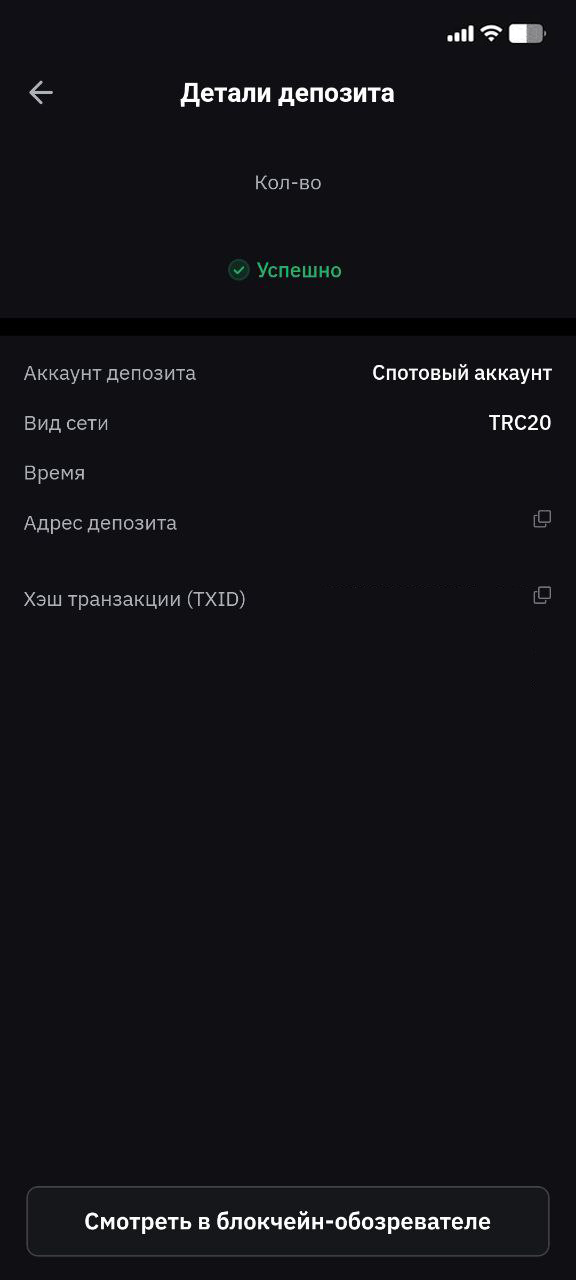 Детали депозита
Кол-во
Успешно
Аккаунт депозита Спотовый аккаунт
Вид сети TRC20
Время
Адрес депозита
Хэш транзакции (TXID)
Смотреть в блокчейн-обозревателе